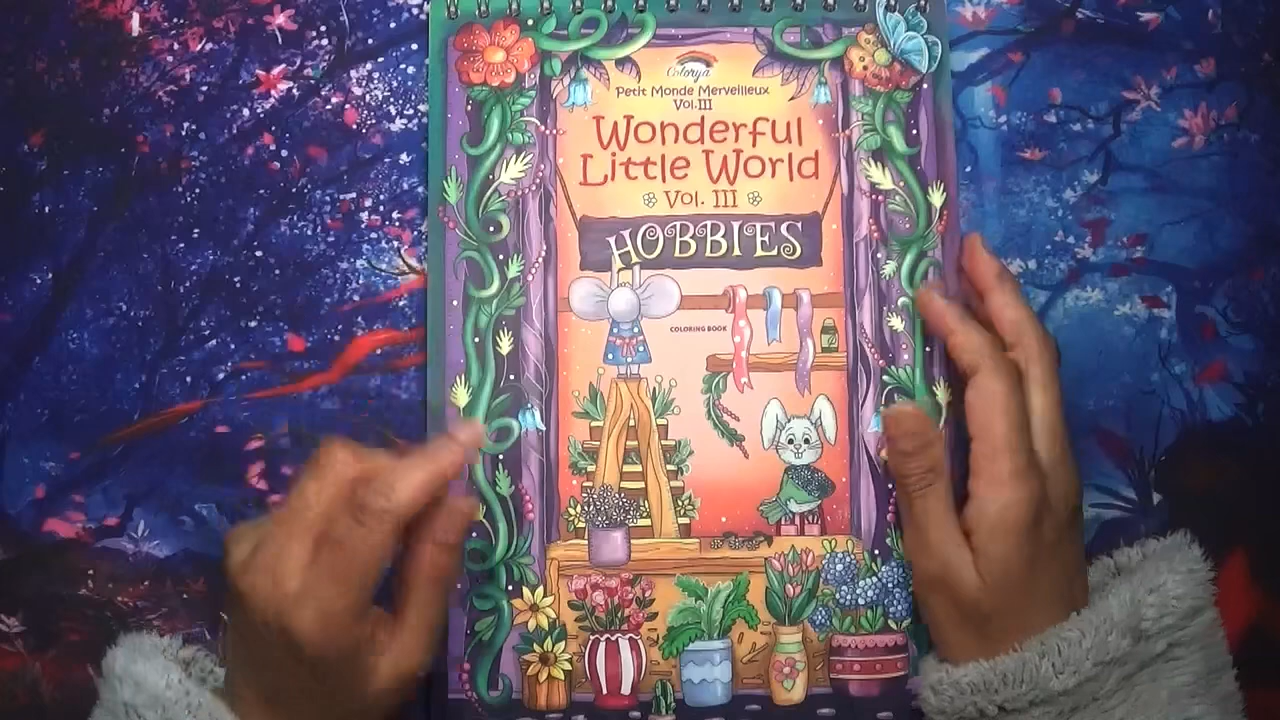 Colorya
Petit Monde Merveilleux
Vol.III
Wonderful
Little World
Vol. III
HOBBIES
COLORING BOOK